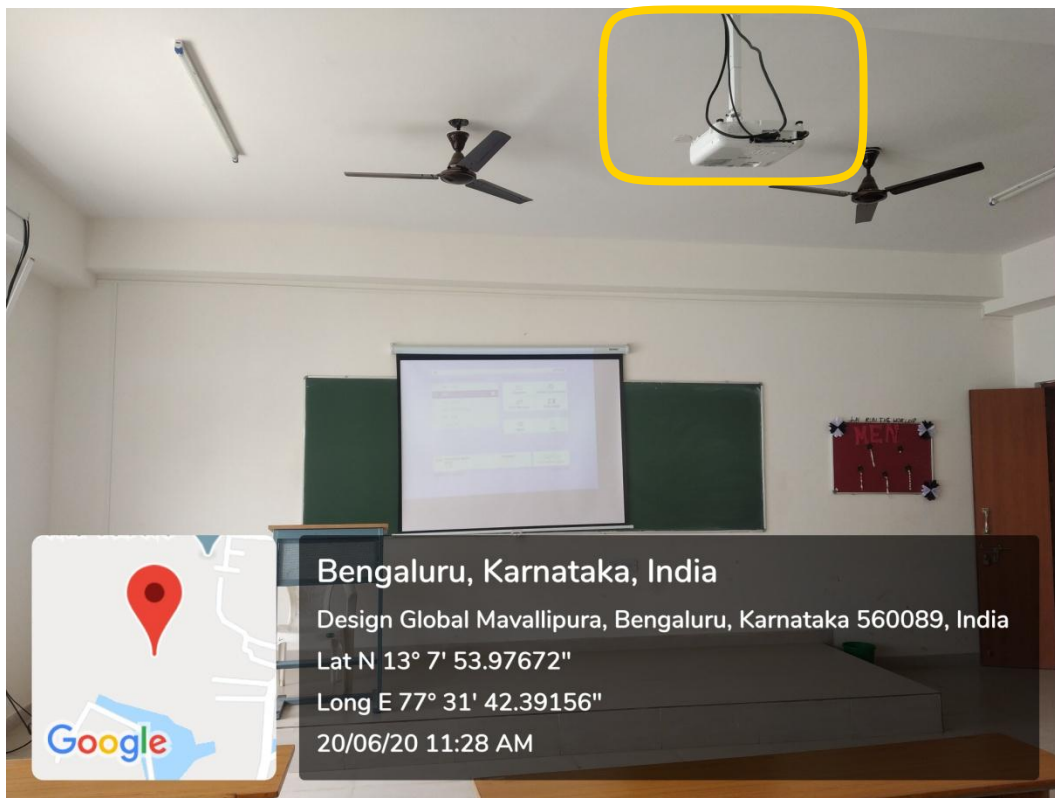 MEN
Bengaluru, Karnataka, India
Design Global Mavallipura, Bengaluru, Karnataka 560089, India
Lat N 13° 7' 53.97672"
Long E 77° 31' 42.39156"
20/06/20 11:28 AM
Google